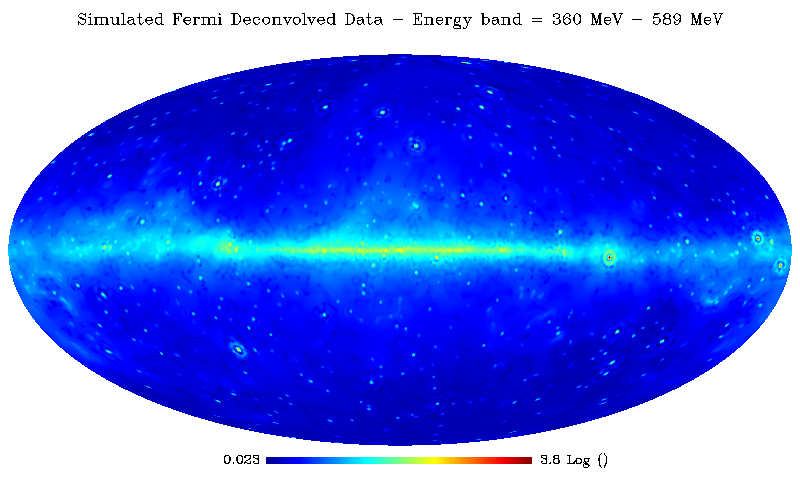 Simulated Fermi Deconvolved Data - Energy band = 360 MeV - 589 MeV
0.023 3.8 Log ()